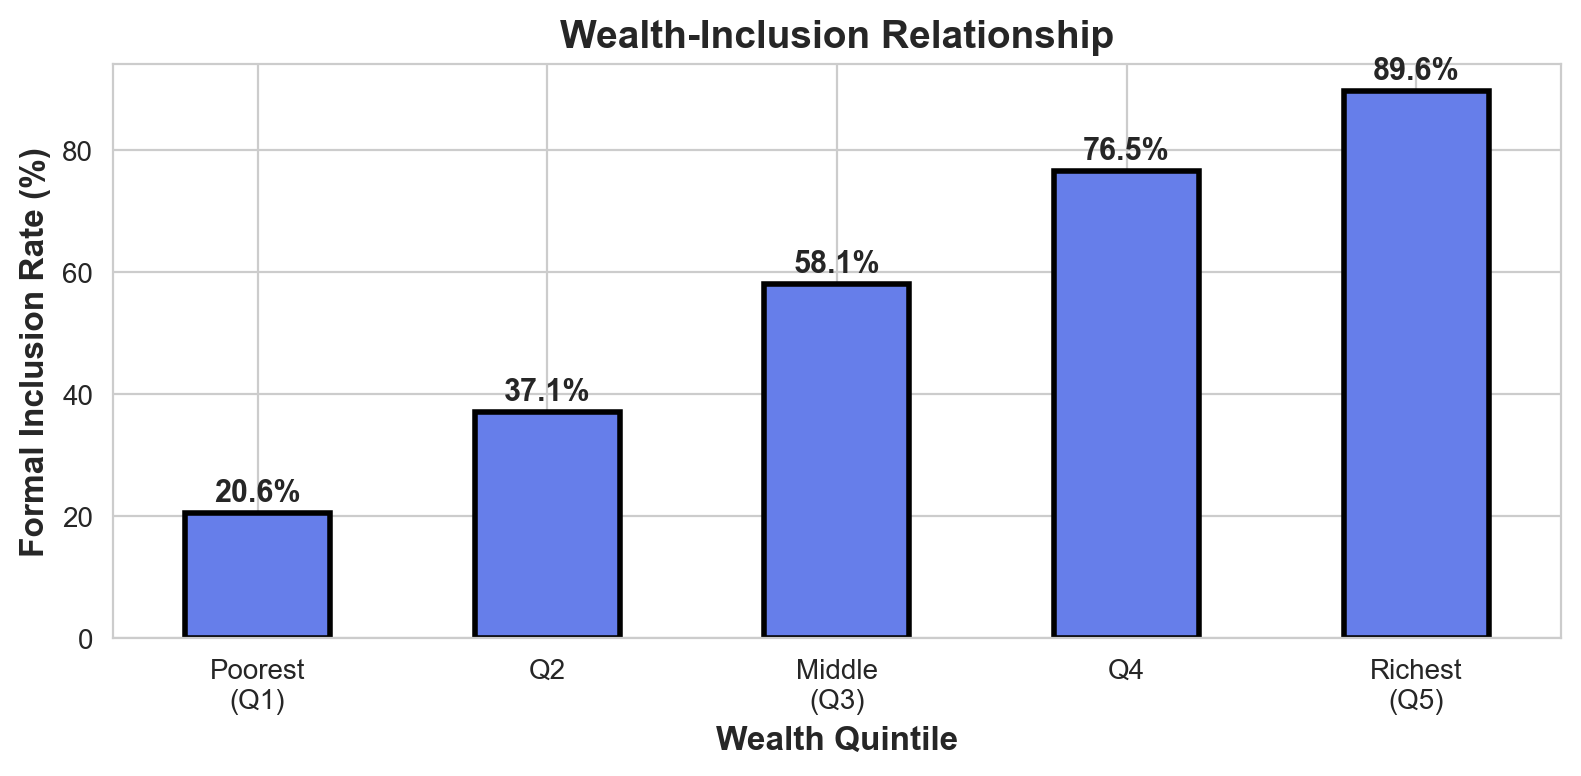 Wealth-Inclusion Relationship
Formal Inclusion Rate (%)
80
60
40
20
0
20.6%
37.1%
58.1%
76.5%
89.6%
Poorest
(Q1)
Q2
Middle
(Q3)
Q4
Richest
(Q5)
Wealth Quintile